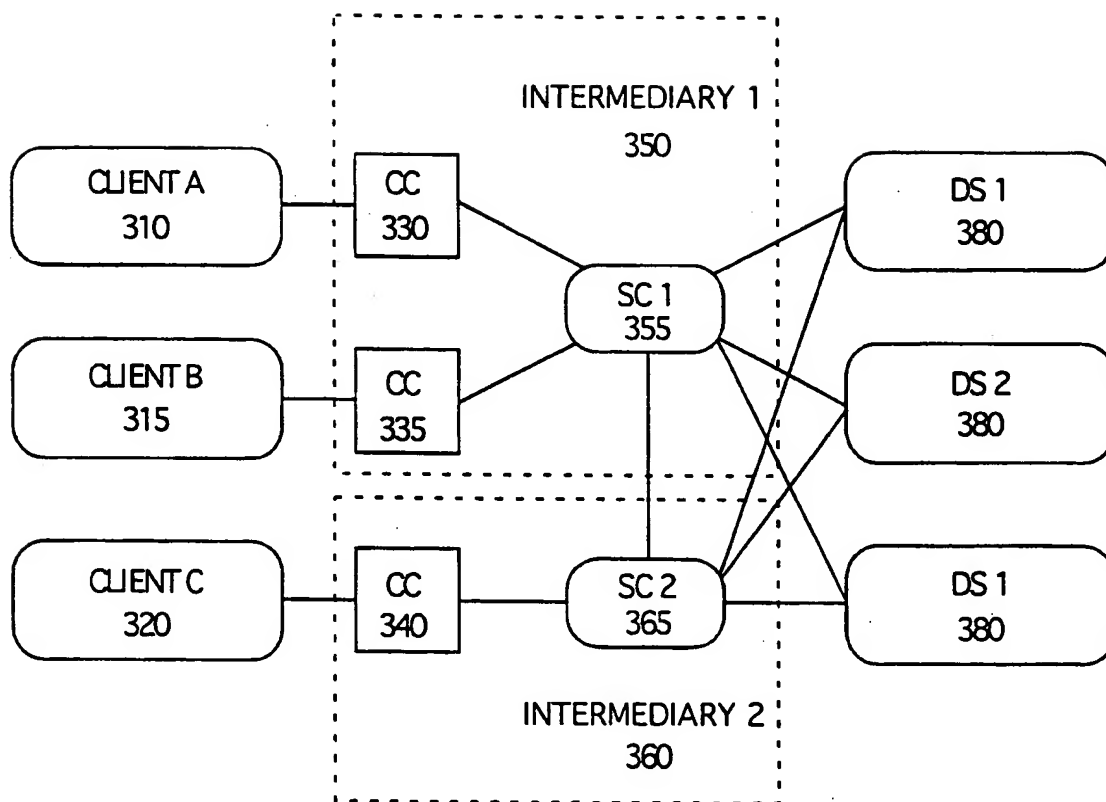 INTERMEDIARY 1
350
CLIENT A
310
CC
330
DS 1
380
SC 1
355
CLIENT B
315
CC
335
DS 2
380
CLIENT C
320
CC
340
SC 2
365
DS 1
380
INTERMEDIARY 2
360